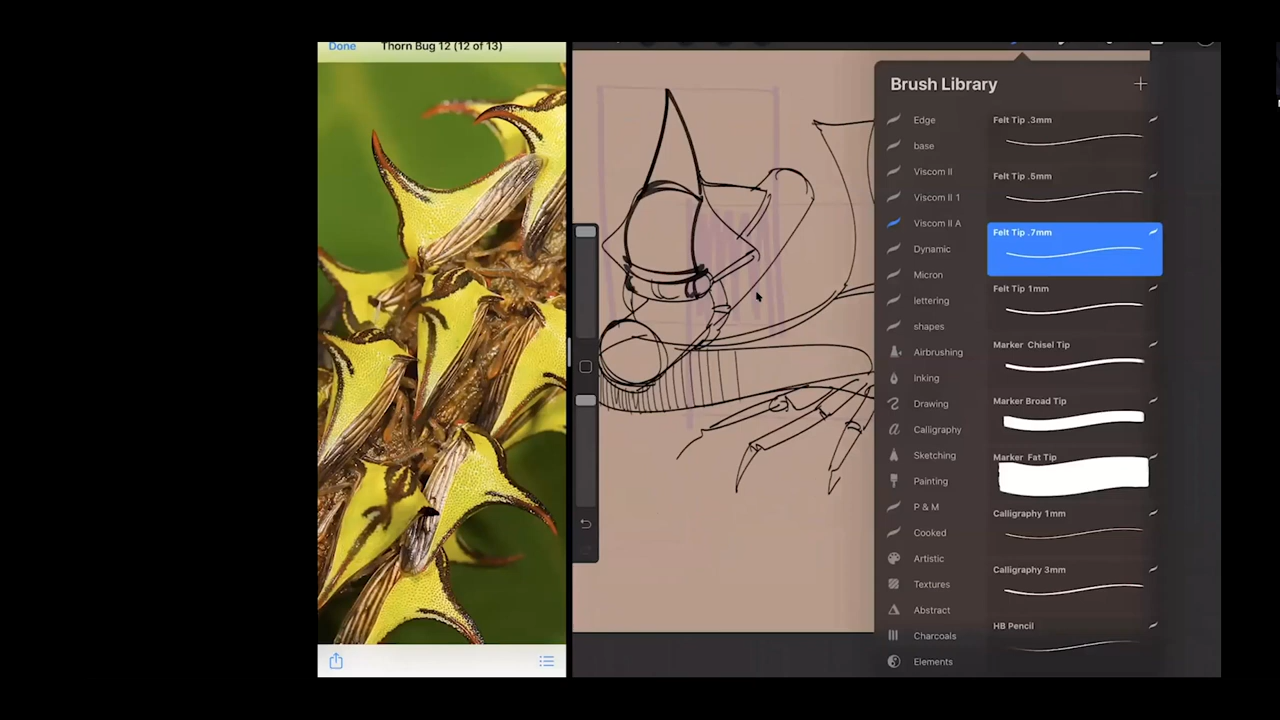 Done
Thorn Bug 12 (12 of 13)
Brush Library
Edge
base
Viscom II
Viscom II 1
Viscom II A
Dynamic
Micron
lettering
shapes
Airbrushing
Inking
Drawing
Calligraphy
Sketching
Painting
P & M
Cooked
Artistic
Textures
Abstract
Charcoals
Elements
Felt Tip .3mm
Felt Tip .5mm
Felt Tip .7mm
Felt Tip 1mm
Marker Chisel Tip
Marker Broad Tip
Marker Fat Tip
Calligraphy 1mm
Calligraphy 3mm
HB Pencil